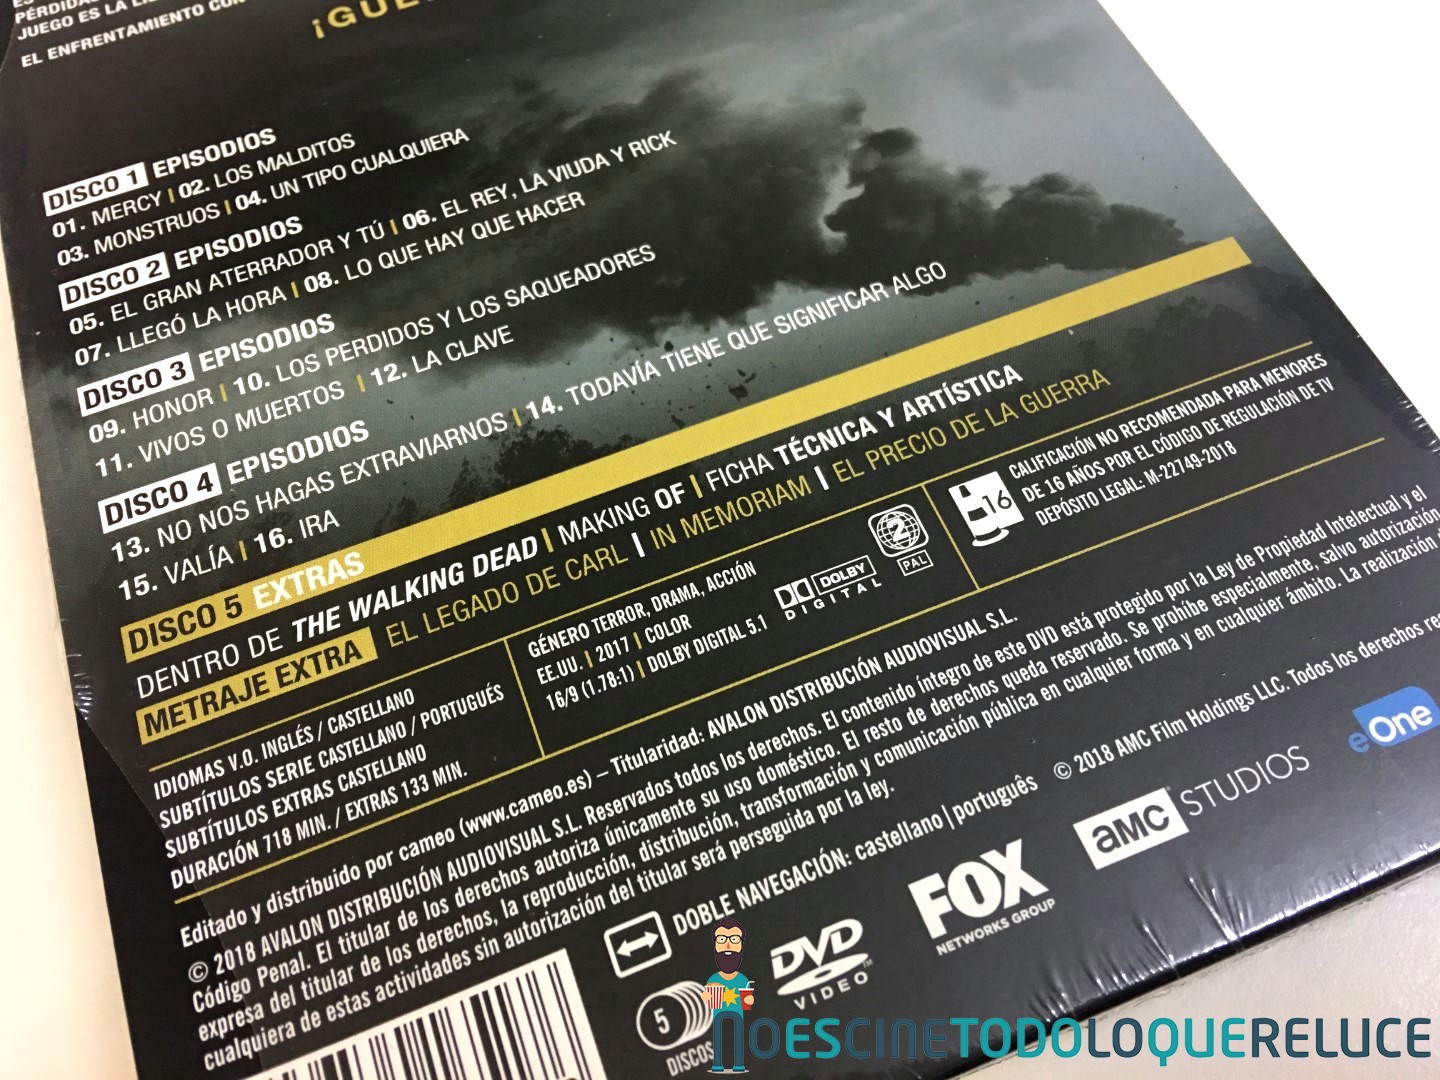 PÉRDIDAS
JUEGO ES LA
EL ENFRENTAMIENTO CON
DISCO 1 EPISODIOS
01. MERCY | 02. LOS MALDITOS
03. MONSTRUOS | 04. UN TIPO CUALQUIERA
DISCO 2 EPISODIOS
05. EL GRAN ATERRADOR Y TÚ | 06. EL REY, LA VIUDA Y RICK
07. LLEGÓ LA HORA | 08. LO QUE HAY QUE HACER
DISCO 3 EPISODIOS
09. HONOR | 10. LOS PERDIDOS Y LOS SAQUEADORES
11. VIVOS O MUERTOS | 12. LA CLAVE
DISCO 4 EPISODIOS
13. NO NOS HAGAS EXTRAVIARNOS | 14. TODAVÍA TIENE QUE SIGNIFICAR ALGO
15. VALÍA | 16. IRA
DISCO 5 EXTRAS
DENTRO DE THE WALKING DEAD | MAKING OF | FICHA TÉCNICA Y ARTÍSTICA
METRAJE EXTRA EL LEGADO DE CARL | IN MEMORIAM | EL PRECIO DE LA GUERRA
IDIOMAS V.O. INGLÉS / CASTELLANO
SUBTÍTULOS SERIE CASTELLANO / PORTUGUÉS
SUBTÍTULOS EXTRAS CASTELLANO
DURACIÓN 718 MIN. / EXTRAS 133 MIN.
GÉNERO TERROR, DRAMA, ACCIÓN
EE.UU. | 2017 | COLOR
16/9 (1.78:1) | DOLBY DIGITAL 5.1
DOLBY
DIGITAL
2
PAL
16
CALIFICACIÓN NO RECOMENDADA PARA MENORES
DE 16 AÑOS POR EL CÓDIGO DE REGULACIÓN DE TV
DEPÓSITO LEGAL: M-22749-2018
Editado y distribuido por cameo (www.cameo.es) – Titularidad: AVALON DISTRIBUCIÓN AUDIOVISUAL S.L.
© 2018 AVALON DISTRIBUCIÓN AUDIOVISUAL S.L. Reservados todos los derechos. El contenido íntegro de este DVD está protegido por la Ley de Propiedad Intelectual y el
Código Penal. El titular de los derechos autoriza únicamente su uso doméstico. El resto de derechos queda reservado. Se prohíbe especialmente, salvo autorización
expresa del titular de los derechos, la reproducción, distribución, transformación y comunicación pública en cualquier forma y en cualquier ámbito. La realización
cualquiera de estas actividades sin autorización del titular será perseguida por la ley.
DOBLE NAVEGACIÓN: castellano | português
© 2018 AMC Film Holdings LLC. Todos los derechos
5
DISCOS
DVD
VIDEO
FOX
NETWORKS GROUP
aMC STUDIOS
eOne
NOESCINETODOLOQUERELUCE